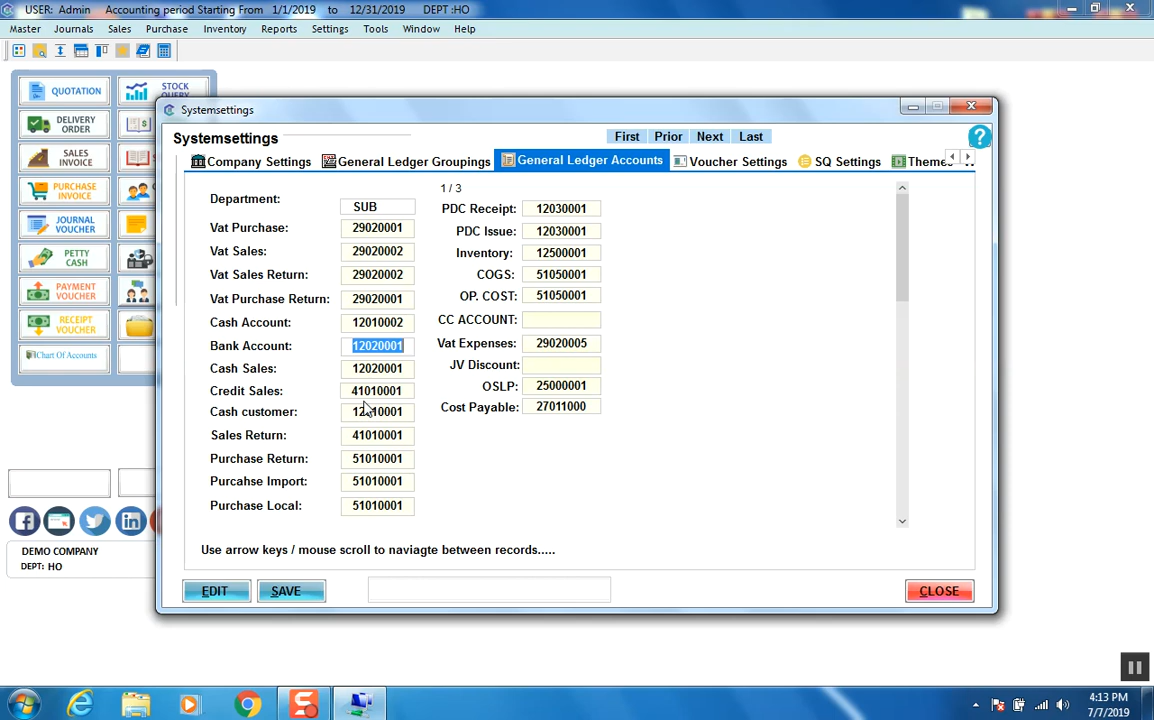 USER: Admin Accounting period Starting From 1/1/2019 to 12/31/2019 DEPT :HO
Master Journals Sales Purchase Inventory Reports Settings Tools Window Help
QUOTATION
STOCK
DELIVERY
ORDER
SALES
INVOICE
PURCHASE
INVOICE
JOURNAL
VOUCHER
PETTY
CASH
PAYMENT
VOUCHER
RECEIPT
VOUCHER
Chart Of Accounts
DEMO COMPANY
DEPT: HO
Systemsettings
Systemsettings
First Prior Next Last
Company Settings General Ledger Groupings General Ledger Accounts Voucher Settings SQ Settings Theme
1 / 3
Department: SUB
Vat Purchase: 29020001
Vat Sales: 29020002
Vat Sales Return: 29020002
Vat Purchase Return: 29020001
Cash Account: 12010002
Bank Account: 12020001
Cash Sales: 12020001
Credit Sales: 41010001
Cash customer:
Sales Return: 41010001
Purchase Return: 51010001
Purcahse Import: 51010001
Purchase Local: 51010001
PDC Receipt: 12030001
PDC Issue: 12030001
Inventory: 12500001
COGS: 51050001
OP. COST: 51050001
CC ACCOUNT:
Vat Expenses: 29020005
JV Discount:
OSLP: 25000001
Cost Payable: 27011000
Use arrow keys / mouse scroll to naviagte between records.....
EDIT SAVE CLOSE
4:13 PM
7/7/2019